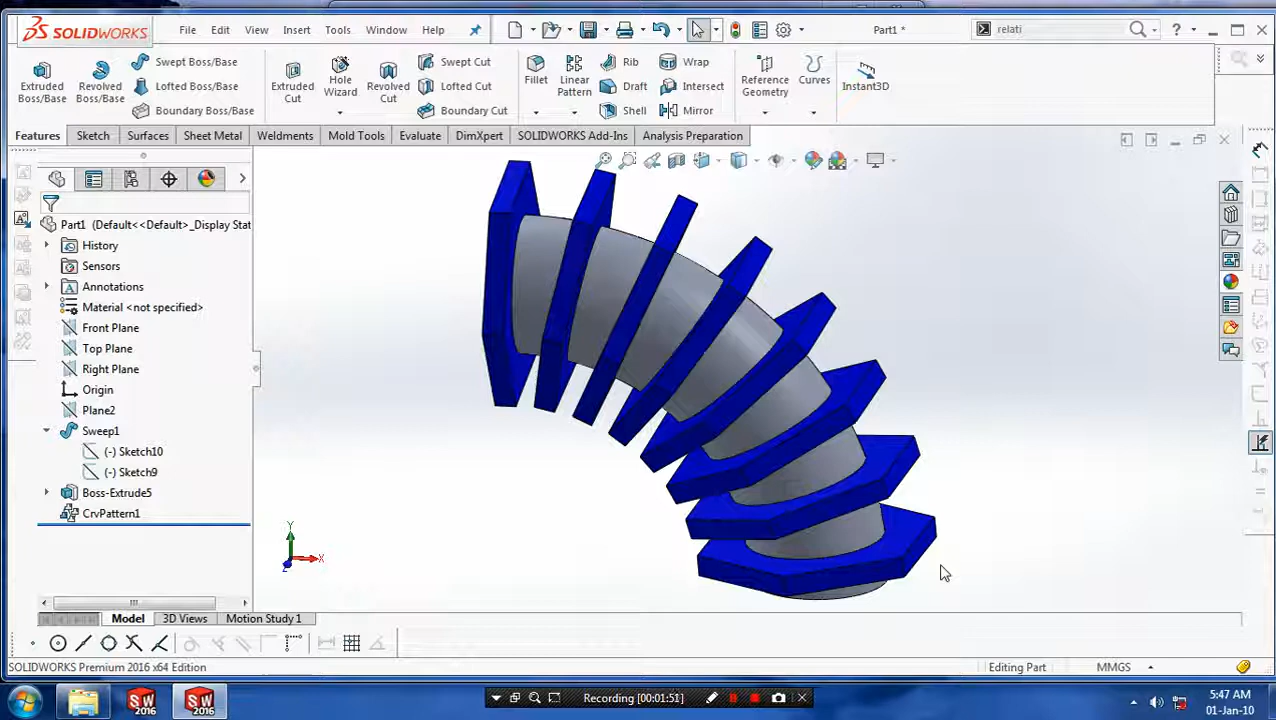 SOLIDWORKS File Edit View Insert Tools Window Help Part1 * relati ?
Extruded Boss/Base
Revolved Boss/Base
Swept Boss/Base
Lofted Boss/Base
Boundary Boss/Base
Extruded Cut
Hole Wizard
Revolved Cut
Swept Cut
Lofted Cut
Boundary Cut
Fillet
Linear Pattern
Rib
Draft
Shell
Wrap
Intersect
Mirror
Reference Geometry
Curves
Instant3D
Features Sketch Surfaces Sheet Metal Weldments Mold Tools Evaluate DimXpert SOLIDWORKS Add-Ins Analysis Preparation
Part1 (Default<<Default>_Display Stat
History
Sensors
Annotations
Material <not specified>
Front Plane
Top Plane
Right Plane
Origin
Plane2
Sweep1
(-) Sketch10
(-) Sketch9
Boss-Extrude5
CrvPattern1
Y
X
Z
Model 3D Views Motion Study 1
SOLIDWORKS Premium 2016 x64 Edition Editing Part MMGS
SW 2016
SW 2016
Recording [00:01:51]
5:47 AM
01-Jan-10